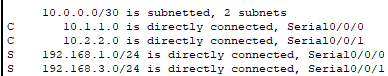 10.0.0.0/30 is subnetted, 2 subnets
C 10.1.1.0 is directly connected, Serial0/0/0
C 10.2.2.0 is directly connected, Serial0/0/1
S 192.168.1.0/24 is directly connected, Serial0/0/0
S 192.168.3.0/24 is directly connected, Serial0/0/1